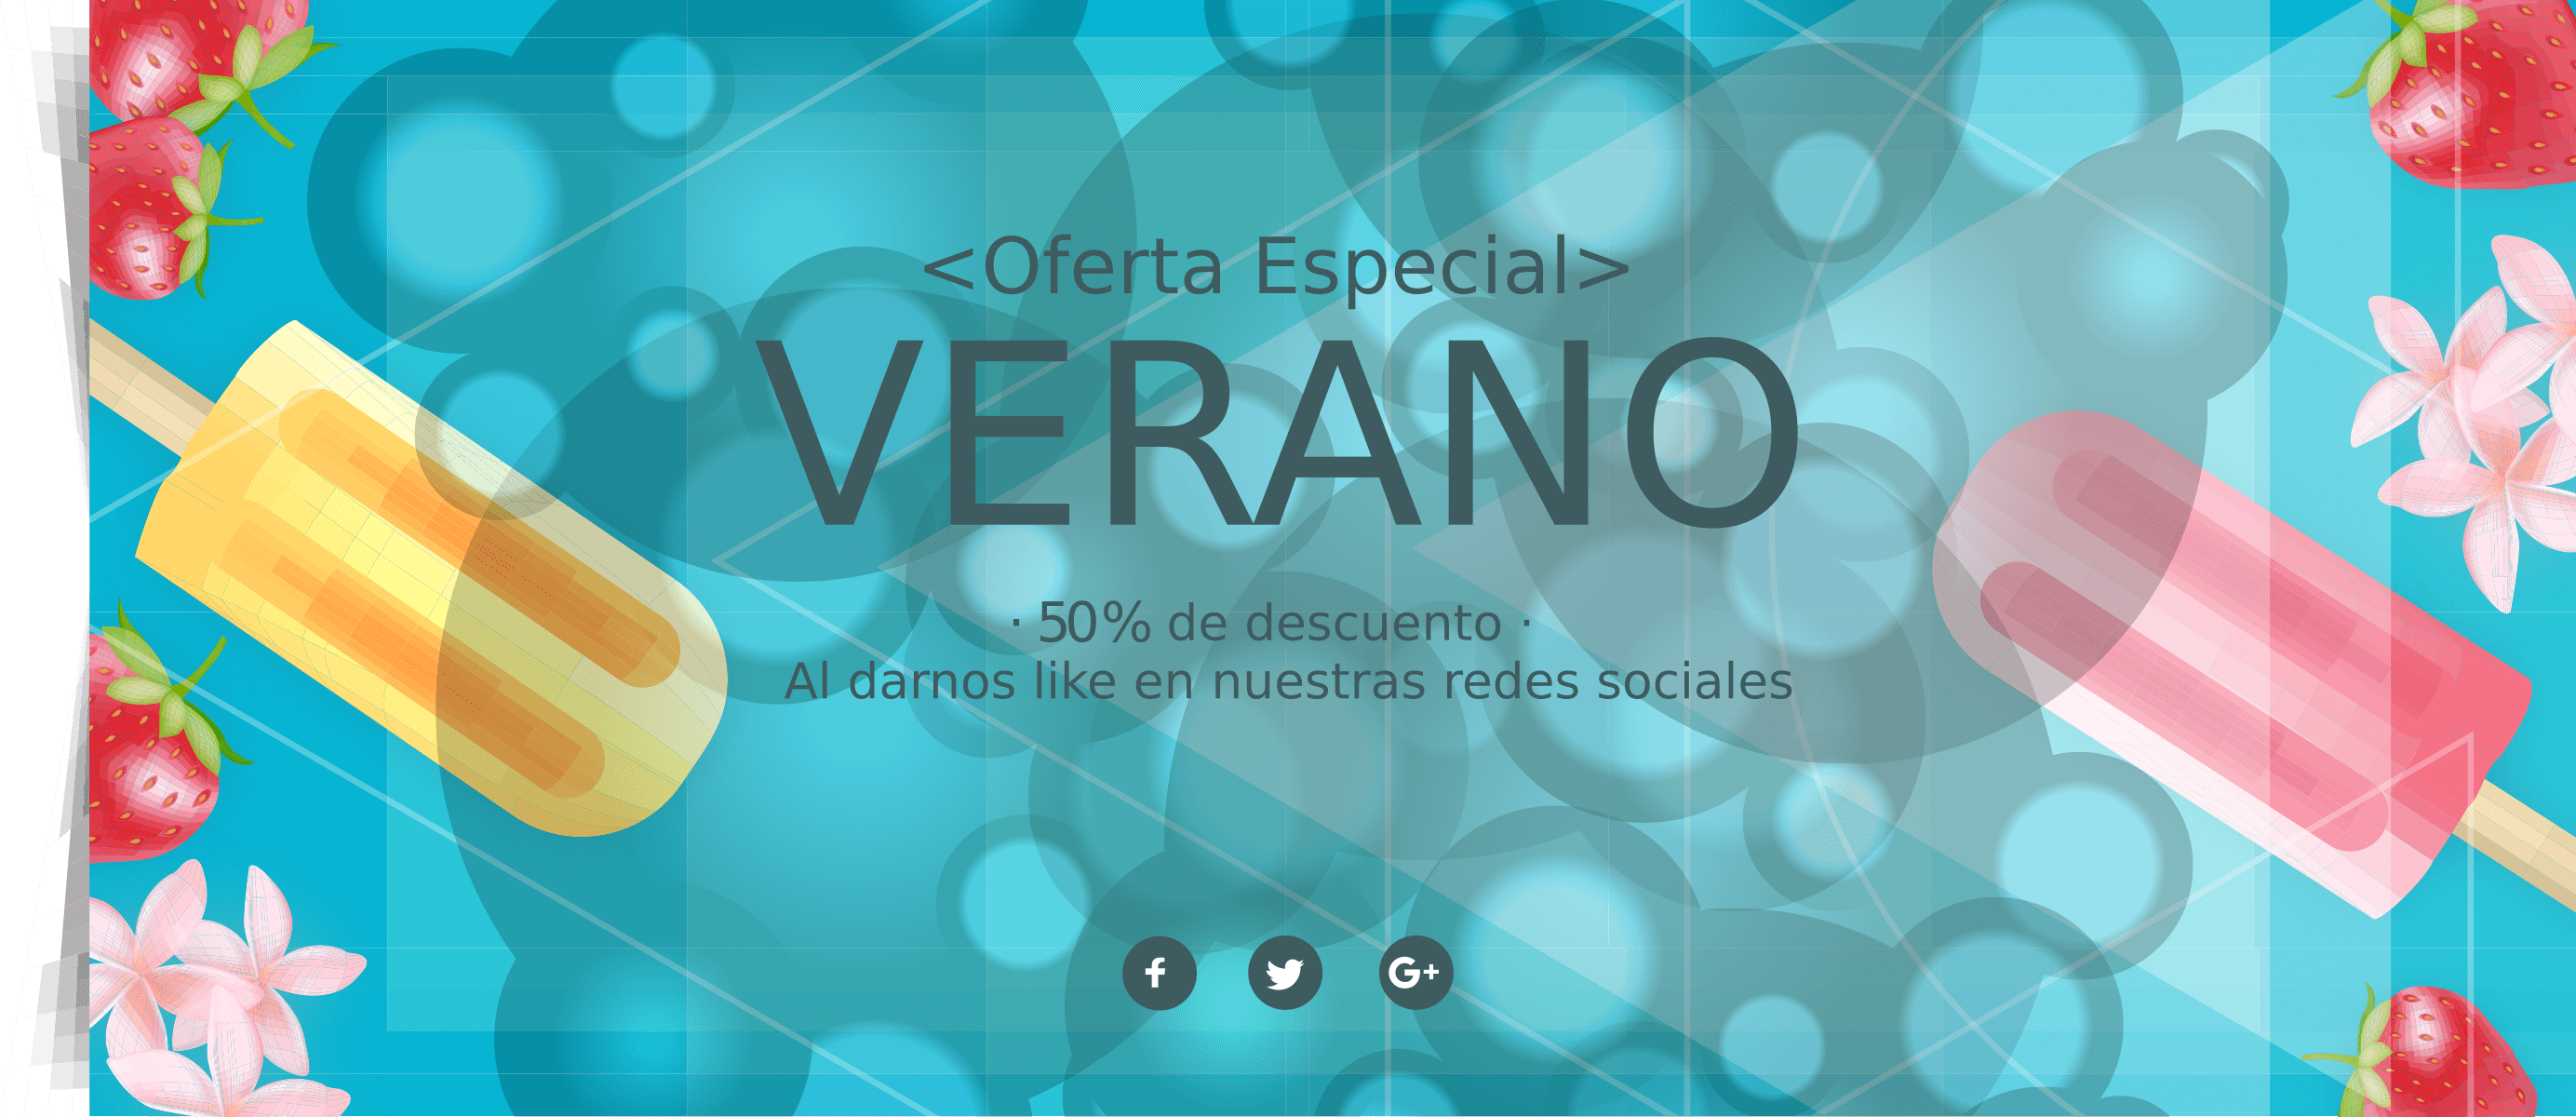 <Oferta Especial>
VERANO
· 50% de descuento ·
Al darnos like en nuestras redes sociales
f
G+